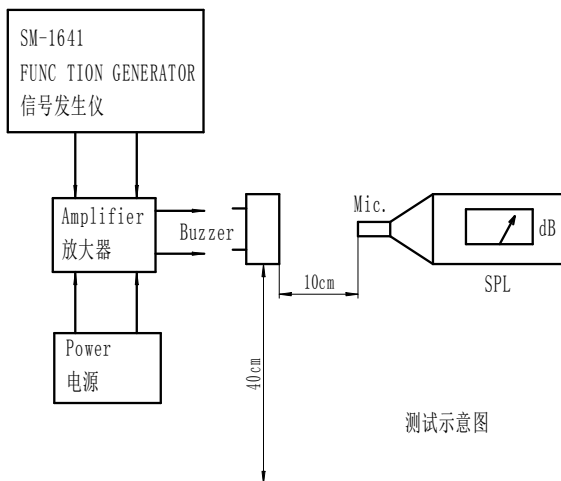 SM-1641
FUNC TION GENERATOR
信号发生仪
Amplifier
放大器
Buzzer
Mic.
dB
SPL
10cm
Power
电源
40cm
测试示意图